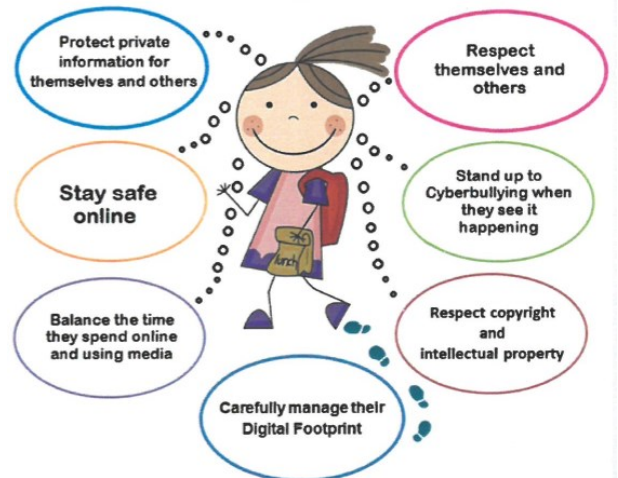 Protect private
information for
themselves and others
Respect
themselves and
others
Stay safe
online
Stand up to
Cyberbullying when
they see it
happening
lunch
Balance the time
they spend online
and using media
Respect copyright
and
intellectual property
Carefully manage their
Digital Footprint